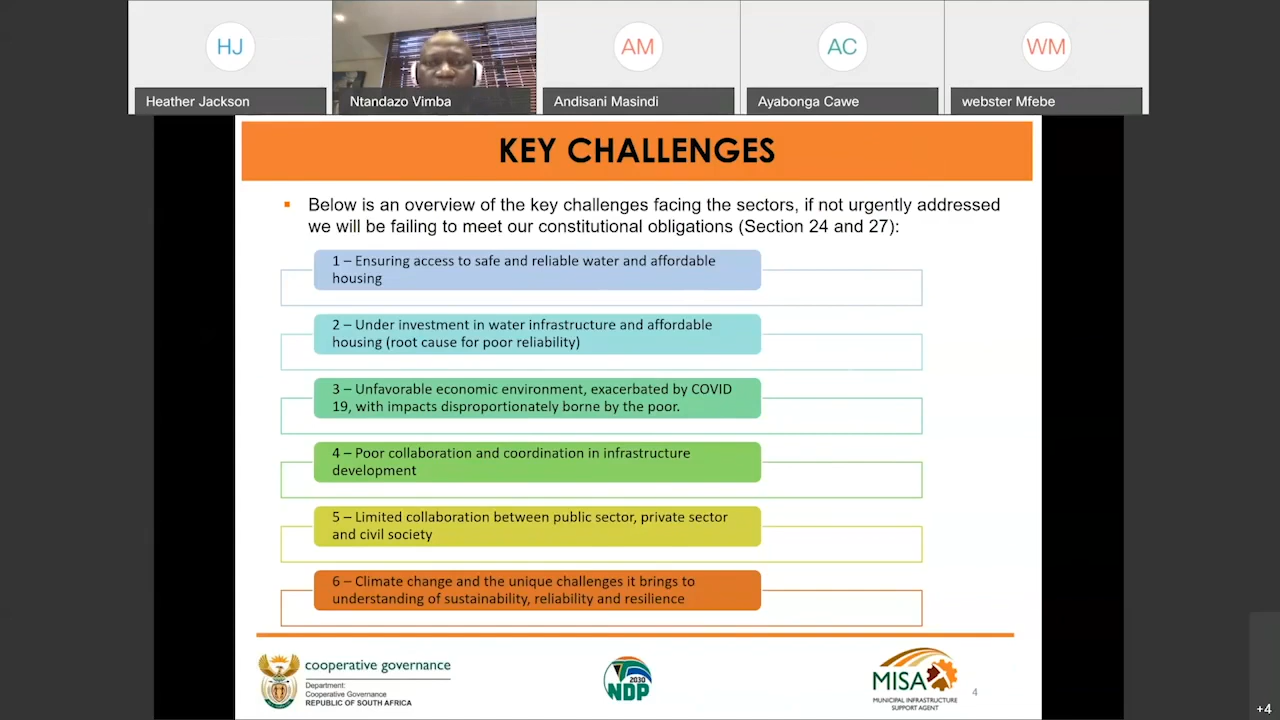 HJ
AM
AC
WM
Heather Jackson
Ntandazo Vimba
Andisani Masindi
Ayabonga Cawe
webster Mfebe
KEY CHALLENGES
Below is an overview of the key challenges facing the sectors, if not urgently addressed
we will be failing to meet our constitutional obligations (Section 24 and 27):
1 – Ensuring access to safe and reliable water and affordable
housing
2 – Under investment in water infrastructure and affordable
housing (root cause for poor reliability)
3 – Unfavorable economic environment, exacerbated by COVID
19, with impacts disproportionately borne by the poor.
4 – Poor collaboration and coordination in infrastructure
development
5 – Limited collaboration between public sector, private sector
and civil society
6 – Climate change and the unique challenges it brings to
understanding of sustainability, reliability and resilience
cooperative governance
Department:
Cooperative Governance
REPUBLIC OF SOUTH AFRICA
2030
NDP
MISA
MUNICIPAL INFRASTRUCTURE
SUPPORT AGENT
4
+4